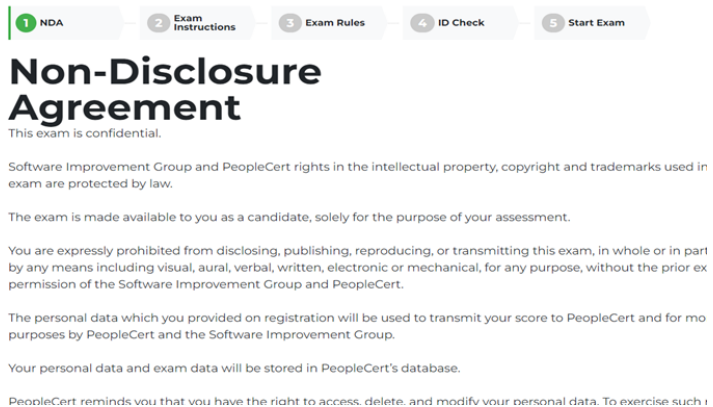 1 NDA
2 Exam Instructions
3 Exam Rules
4 ID Check
5 Start Exam
Non-Disclosure
Agreement
This exam is confidential.
Software Improvement Group and PeopleCert rights in the intellectual property, copyright and trademarks used in
exam are protected by law.
The exam is made available to you as a candidate, solely for the purpose of your assessment.
You are expressly prohibited from disclosing, publishing, reproducing, or transmitting this exam, in whole or in part
by any means including visual, aural, verbal, written, electronic or mechanical, for any purpose, without the prior
permission of the Software Improvement Group and PeopleCert.
The personal data which you provided on registration will be used to transmit your score to PeopleCert and for
purposes by PeopleCert and the Software Improvement Group.
Your personal data and exam data will be stored in PeopleCert's database.
PeopleCert reminds you that you have the right to access, delete, and modify your personal data. To exercise such